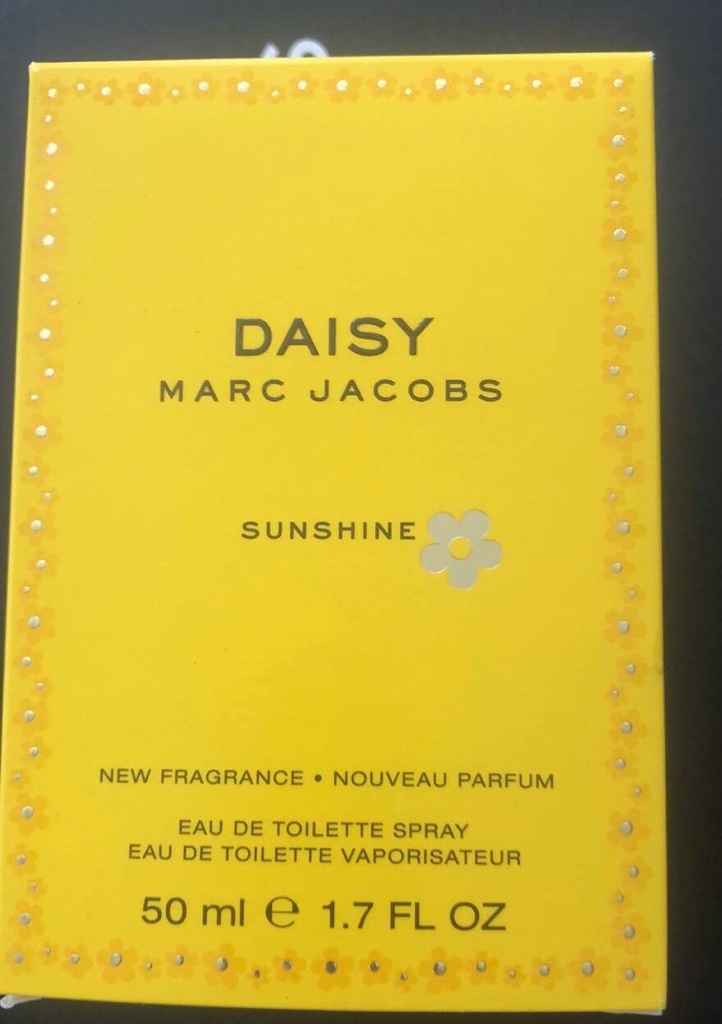 DAISY
MARC JACOBS
SUNSHINE
NEW FRAGRANCE • NOUVEAU PARFUM
EAU DE TOILETTE SPRAY
EAU DE TOILETTE VAPORISATEUR
50 ml ℮ 1.7 FL OZ